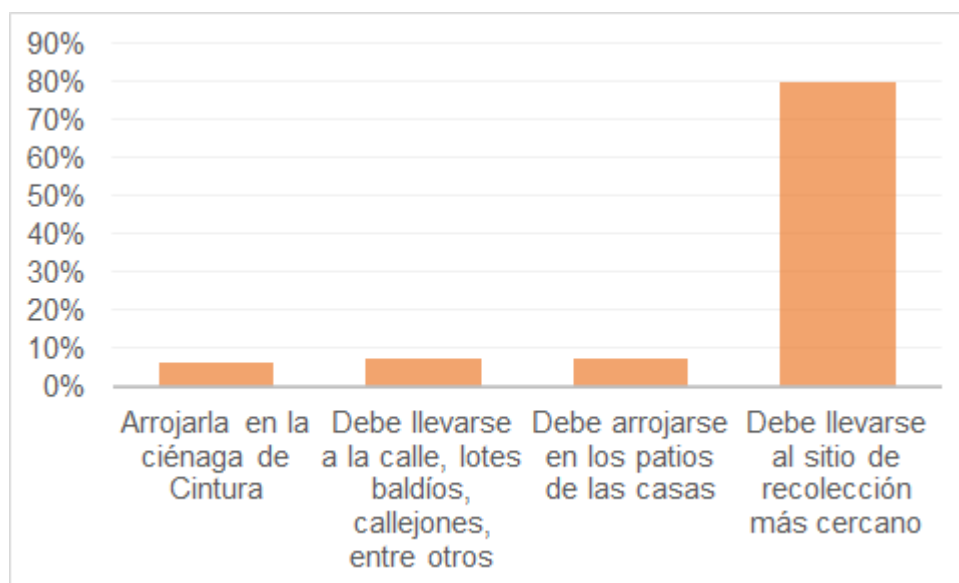 90%
80%
70%
60%
50%
40%
30%
20%
10%
0%
Arrojarla en la
ciénaga de
Cintura
Debe llevarse
a la calle, lotes
baldíos,
callejones,
entre otros
Debe arrojarse
en los patios
de las casas
Debe llevarse
al sitio de
recolección
más cercano